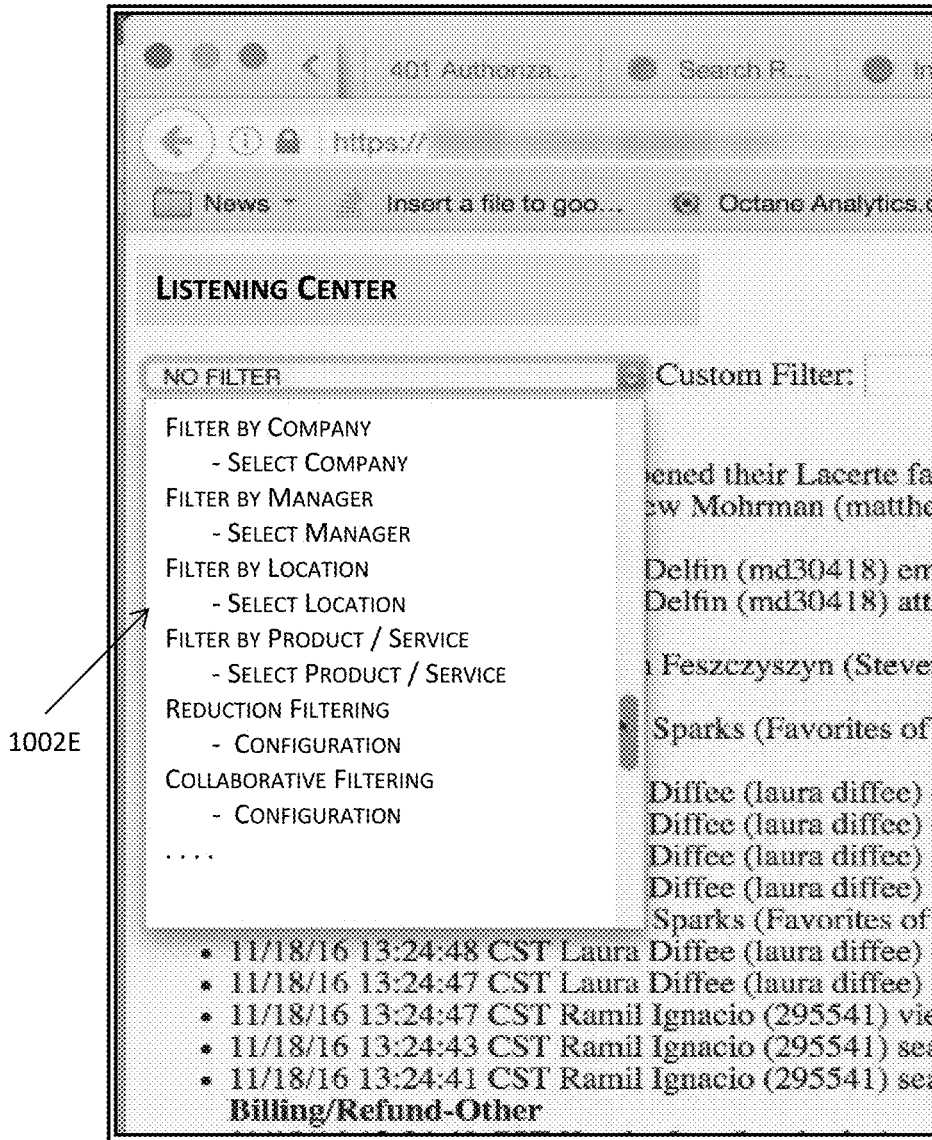 401 Authoriza... Search R... In
https://
News Insert a file to goo... Octane Analytics.c
LISTENING CENTER
NO FILTER Custom Filter:
FILTER BY COMPANY
- SELECT COMPANY
ened their Lacerte fa
FILTER BY MANAGER
ew Mohrman (matthe
- SELECT MANAGER
FILTER BY LOCATION
Delfin (md30418) em
- SELECT LOCATION
Delfin (md30418) att
FILTER BY PRODUCT / SERVICE
- SELECT PRODUCT / SERVICE
Feszczyszyn (Steve
REDUCTION FILTERING
- CONFIGURATION
Sparks (Favorites of
1002E
COLLABORATIVE FILTERING
Diffee (laura diffee)
- CONFIGURATION
Diffee (laura diffee)
. . . .
Diffee (laura diffee)
Diffee (laura diffee)
Sparks (Favorites of
• 11/18/16 13:24:48 CST Laura Diffee (laura diffee)
• 11/18/16 13:24:47 CST Laura Diffee (laura diffee)
• 11/18/16 13:24:47 CST Ramil Ignacio (295541) vie
• 11/18/16 13:24:43 CST Ramil Ignacio (295541) sea
• 11/18/16 13:24:41 CST Ramil Ignacio (295541) sea
Billing/Refund-Other